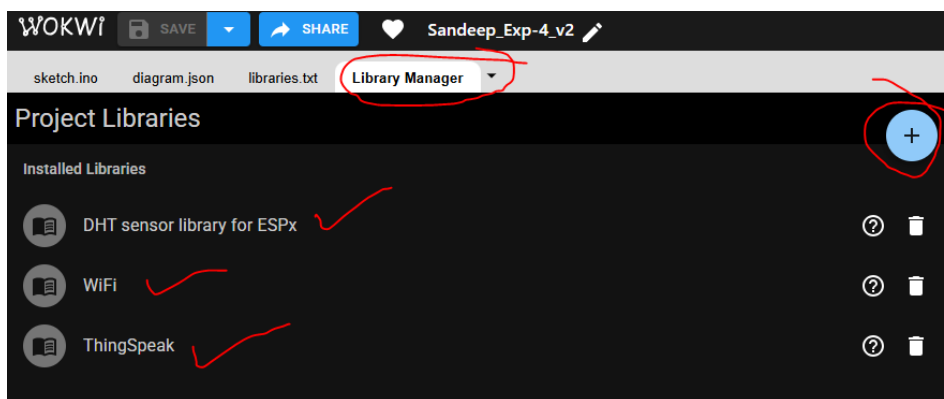 WOKWi SAVE SHARE Sandeep_Exp-4_v2
sketch.ino diagram.json libraries.txt Library Manager
Project Libraries
+
Installed Libraries
DHT sensor library for ESPx
WiFi
ThingSpeak